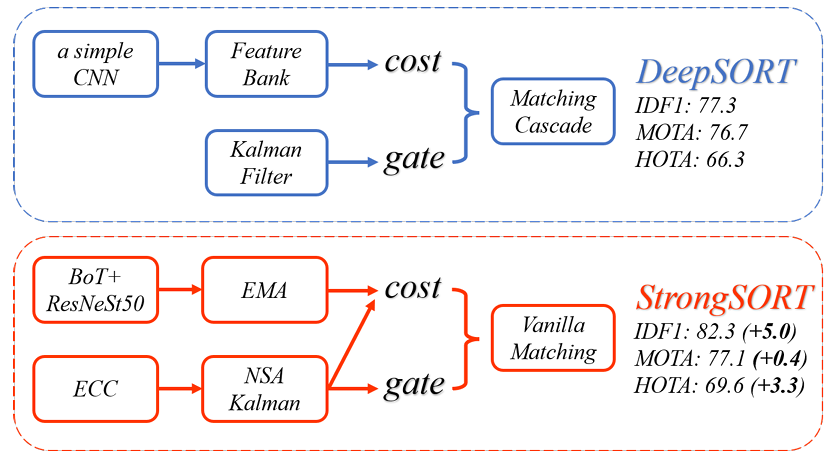 a simple
CNN
Feature
Bank
cost
Kalman
Filter
gate
Matching
Cascade
DeepSORT
IDF1: 77.3
MOTA: 76.7
HOTA: 66.3
BoT+
ResNeSt50
EMA
cost
ECC
NSA
Kalman
gate
Vanilla
Matching
StrongSORT
IDF1: 82.3 (+5.0)
MOTA: 77.1 (+0.4)
HOTA: 69.6 (+3.3)